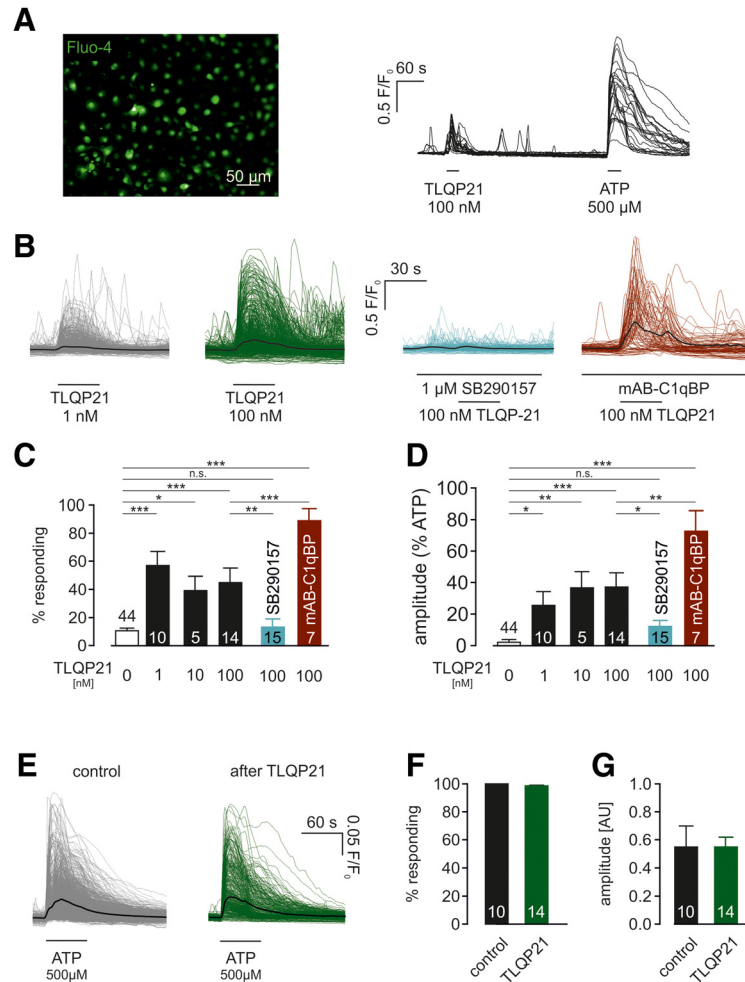 A
Fluo-4
50 µm
0.5 F/F0
60 s
TLQP21
100 nM
ATP
500 µM
B
0.5 F/F0
30 s
TLQP21
1 nM
TLQP21
100 nM
1 µM SB290157
100 nM TLQP-21
mAB-C1qBP
100 nM TLQP21
C
***
n.s.
***
*
***
***
**
% responding
100
80
60
40
20
0
44
10
5
14
15
7
SB290157
mAB-C1qBP
TLQP21
[nM]
0 1 10 100 100 100
D
***
n.s.
***
**
**
*
*
amplitude (% ATP)
100
80
60
40
20
0
44
10
5
14
15
7
SB290157
mAB-C1qBP
TLQP21
[nM]
0 1 10 100 100 100
E
control
after TLQP21
60 s
0.05 F/F0
ATP
500µM
ATP
500µM
F
% responding
100
80
60
40
20
0
10
14
control
TLQP21
G
amplitude [AU]
1.0
0.8
0.6
0.4
0.2
0
10
14
control
TLQP21